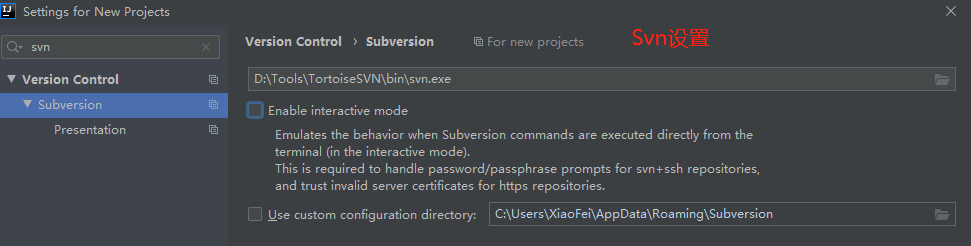 IJ Settings for New Projects
svn
Version Control › Subversion For new projects Svn设置
D:\Tools\TortoiseSVN\bin\svn.exe
Version Control
Subversion
Presentation
Enable interactive mode
Emulates the behavior when Subversion commands are executed directly from the
terminal (in the interactive mode).
This is required to handle password/passphrase prompts for svn+ssh repositories,
and trust invalid server certificates for https repositories.
Use custom configuration directory: C:\Users\XiaoFei\AppData\Roaming\Subversion